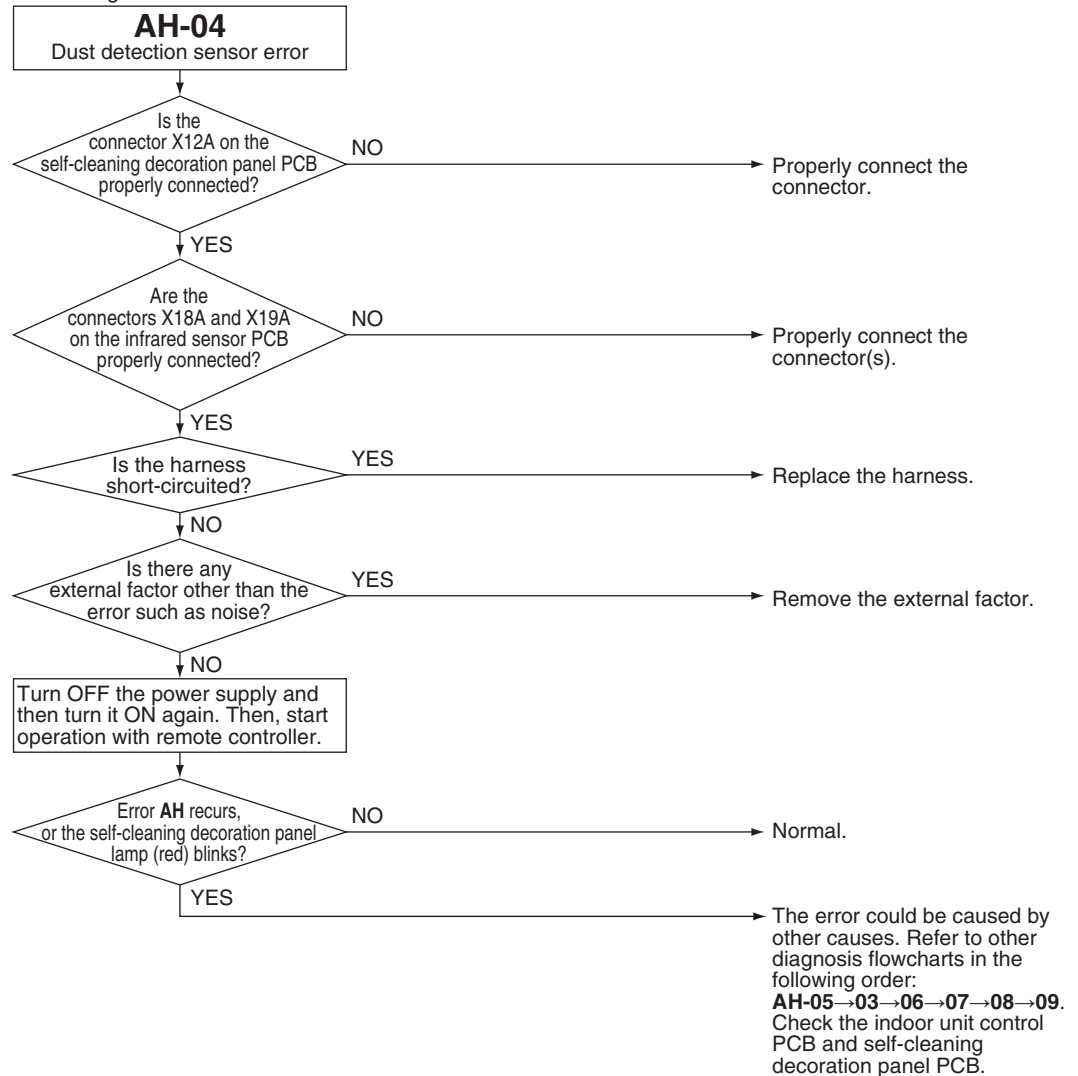 AH-04
Dust detection sensor error
Is the
connector X12A on the
self-cleaning decoration panel PCB
properly connected?
NO
Properly connect the
connector.
YES
Are the
connectors X18A and X19A
on the infrared sensor PCB
properly connected?
NO
Properly connect the
connector(s).
YES
Is the harness
short-circuited?
YES
Replace the harness.
NO
Is there any
external factor other than the
error such as noise?
YES
Remove the external factor.
NO
Turn OFF the power supply and
then turn it ON again. Then, start
operation with remote controller.
Error AH recurs,
or the self-cleaning decoration panel
lamp (red) blinks?
NO
Normal.
YES
The error could be caused by
other causes. Refer to other
diagnosis flowcharts in the
following order:
AH-05→03→06→07→08→09.
Check the indoor unit control
PCB and self-cleaning
decoration panel PCB.